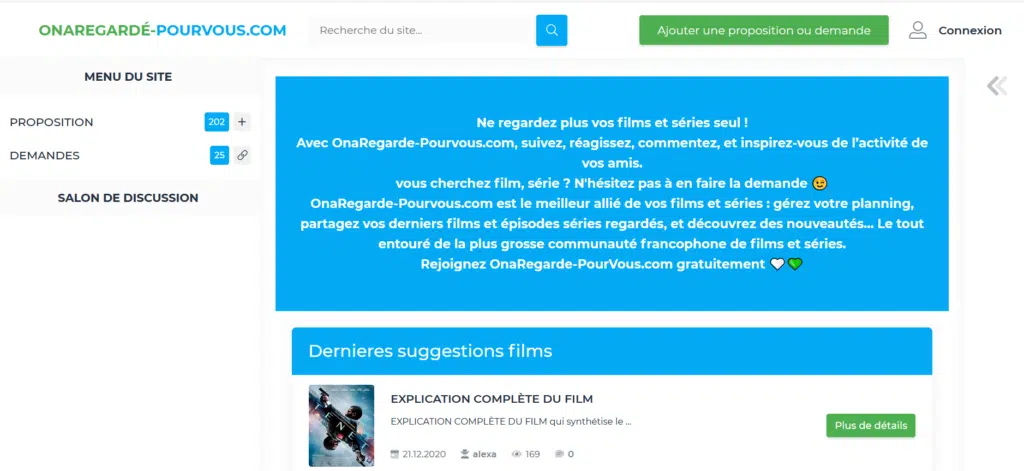 ONAREGARDÉ-POURVOUS.COM
Recherche du site...
Ajouter une proposition ou demande
Connexion
MENU DU SITE
PROPOSITION 202 +
DEMANDES 25
SALON DE DISCUSSION
Ne regardez plus vos films et séries seul !
Avec OnaRegarde-Pourvous.com, suivez, réagissez, commentez, et inspirez-vous de l'activité de
vos amis.
vous cherchez film, série ? N'hésitez pas à en faire la demande 😉
OnaRegarde-Pourvous.com est le meilleur allié de vos films et séries : gérez votre planning,
partagez vos derniers films et épisodes séries regardés, et découvrez des nouveautés... Le tout
entouré de la plus grosse communauté francophone de films et séries.
Rejoignez OnaRegarde-PourVous.com gratuitement 🤍💚
Dernieres suggestions films
EXPLICATION COMPLÈTE DU FILM
EXPLICATION COMPLÈTE DU FILM qui synthétise le ...
Plus de détails
21.12.2020 alexa 169 0